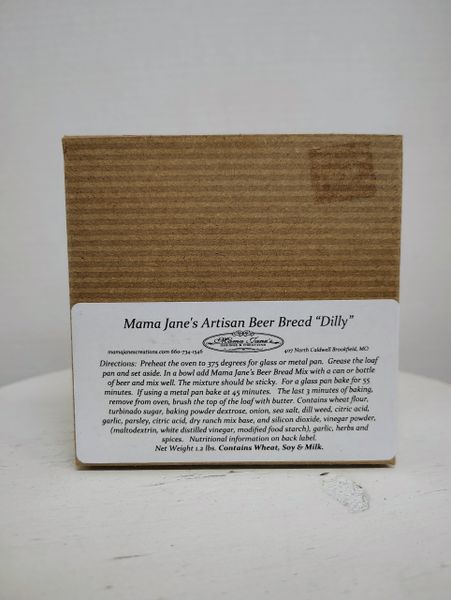 Mama Jane's Artisan Beer Bread “Dilly”
Mama Jane's
mamajanescreations.com 660-734-1346
407 North Caldwell Brookfield, MO
Directions: Preheat the oven to 375 degrees for glass or metal pan. Grease the loaf
pan and set aside. In a bowl add Mama Jane's Beer Bread Mix with a can or bottle
of beer and mix well. The mixture should be sticky. For a glass pan bake for 55
minutes. If using a metal pan bake at 45 minutes. The last 3 minutes of baking,
remove from oven, brush the top of the loaf with butter. Contains wheat flour,
turbinado sugar, baking powder dextrose, onion, sea salt, dill weed, citric acid,
garlic, parsley, citric acid, dry ranch mix base, and silicon dioxide, vinegar powder,
(maltodextrin, white distilled vinegar, modified food starch), garlic, herbs and
spices. Nutritional information on back label.
Net Weight 1.2 lbs. Contains Wheat, Soy & Milk.